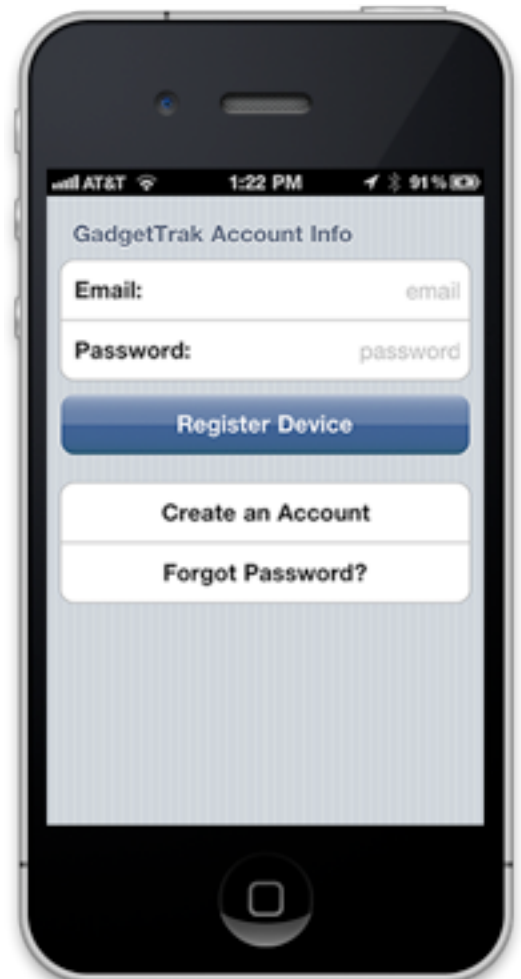 AT&T 1:22 PM 91%
GadgetTrak Account Info
Email: email
Password: password
Register Device
Create an Account
Forgot Password?